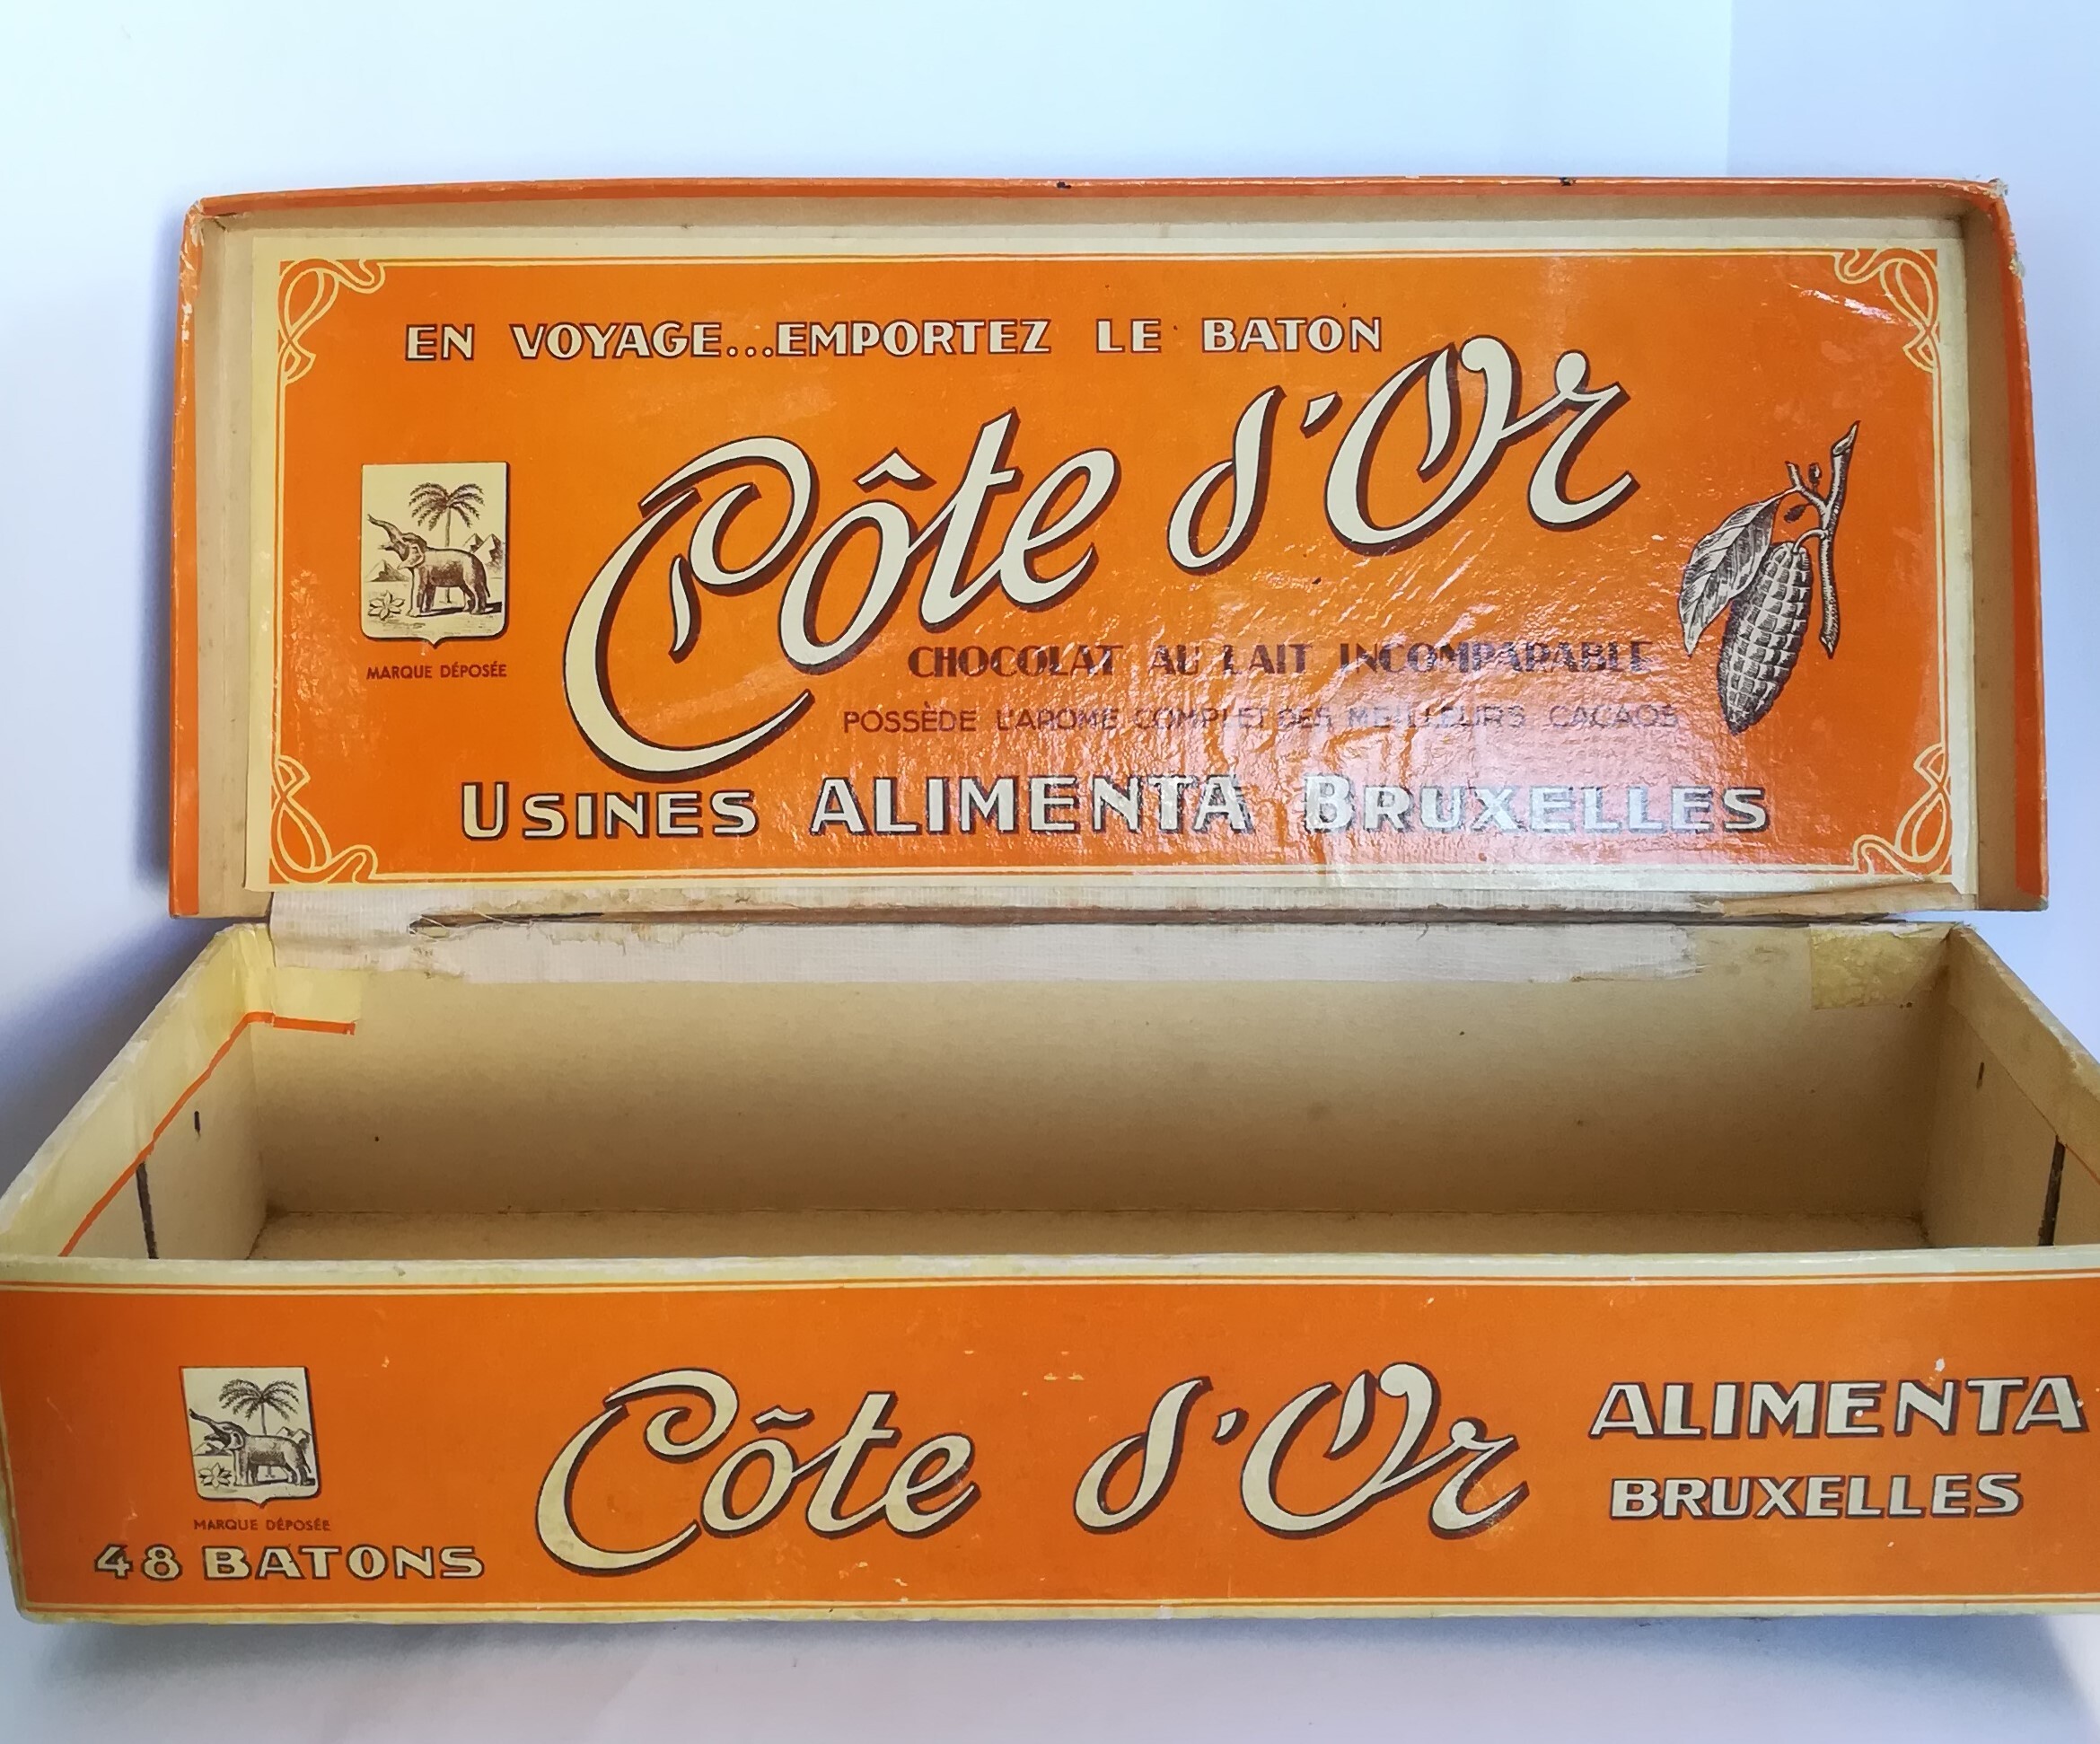 EN VOYAGE...EMPORTEZ LE BATON
Côte d'Or
MARQUE DÉPOSÉE
CHOCOLAT AU LAIT INCOMPARABLE
POSSÈDE L'AROME COMPLET DES MEILLEURS CACAOS
USINES ALIMENTA BRUXELLES
MARQUE DÉPOSÉE
48 BATONS
Côte d'Or
ALIMENTA
BRUXELLES